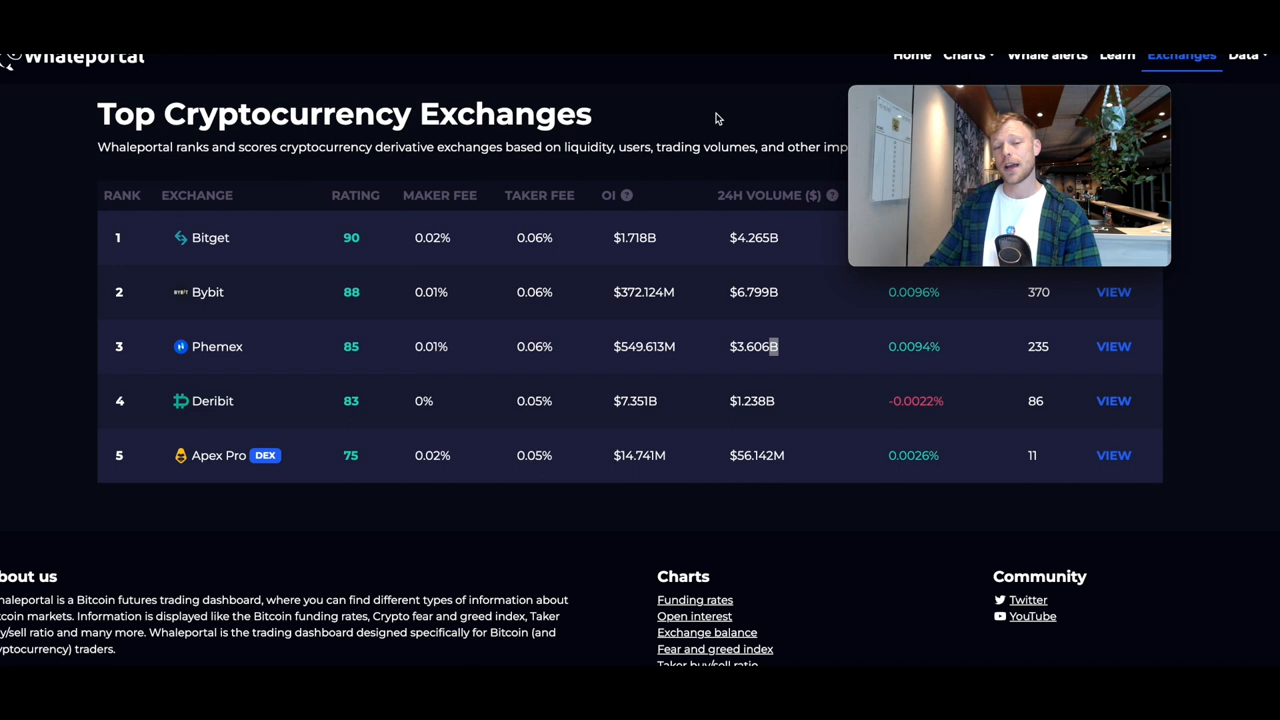 Whaleportal
Home Charts Whale alerts Learn Exchanges Data
Top Cryptocurrency Exchanges
Whaleportal ranks and scores cryptocurrency derivative exchanges based on liquidity, users, trading volumes, and other imp
RANK EXCHANGE RATING MAKER FEE TAKER FEE OI ? 24H VOLUME ($) ?
1 Bitget 90 0.02% 0.06% $1.718B $4.265B
2 BYBIT Bybit 88 0.01% 0.06% $372.124M $6.799B 0.0096% 370 VIEW
3 Phemex 85 0.01% 0.06% $549.613M $3.606B 0.0094% 235 VIEW
4 Deribit 83 0% 0.05% $7.351B $1.238B -0.0022% 86 VIEW
5 Apex Pro DEX 75 0.02% 0.05% $14.741M $56.142M 0.0026% 11 VIEW
bout us
haleportal is a Bitcoin futures trading dashboard, where you can find different types of information about
tcoin markets. Information is displayed like the Bitcoin funding rates, Crypto fear and greed index, Taker
y/sell ratio and many more. Whaleportal is the trading dashboard designed specifically for Bitcoin (and
yptocurrency) traders.
Charts
Funding rates
Open interest
Exchange balance
Fear and greed index
Taker buy/sell ratio
Community
Twitter
YouTube